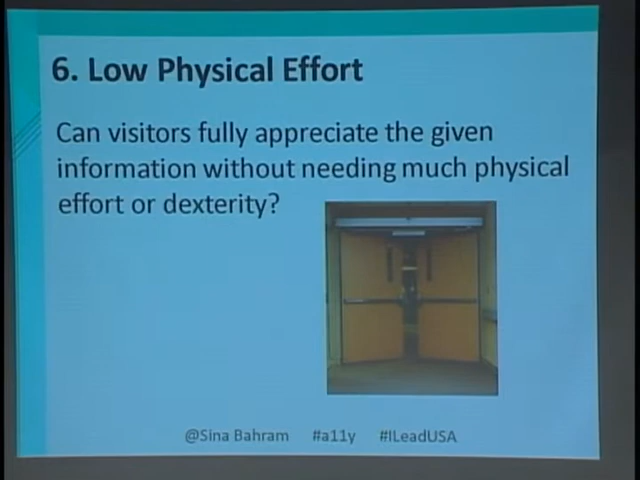 6. Low Physical Effort
Can visitors fully appreciate the given
information without needing much physical
effort or dexterity?
@Sina Bahram #a11y #ILeadUSA